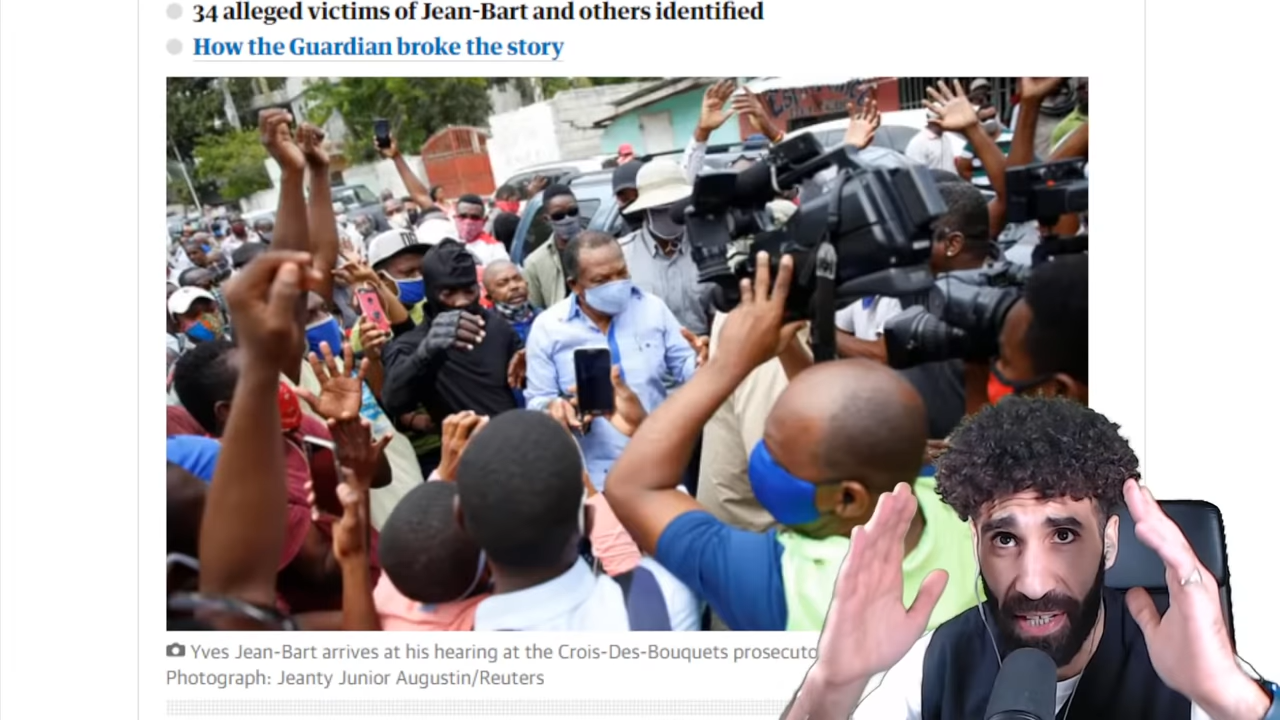 34 alleged victims of Jean-Bart and others identified
How the Guardian broke the story
Yves Jean-Bart arrives at his hearing at the Crois-Des-Bouquets prosecuto
Photograph: Jeanty Junior Augustin/Reuters